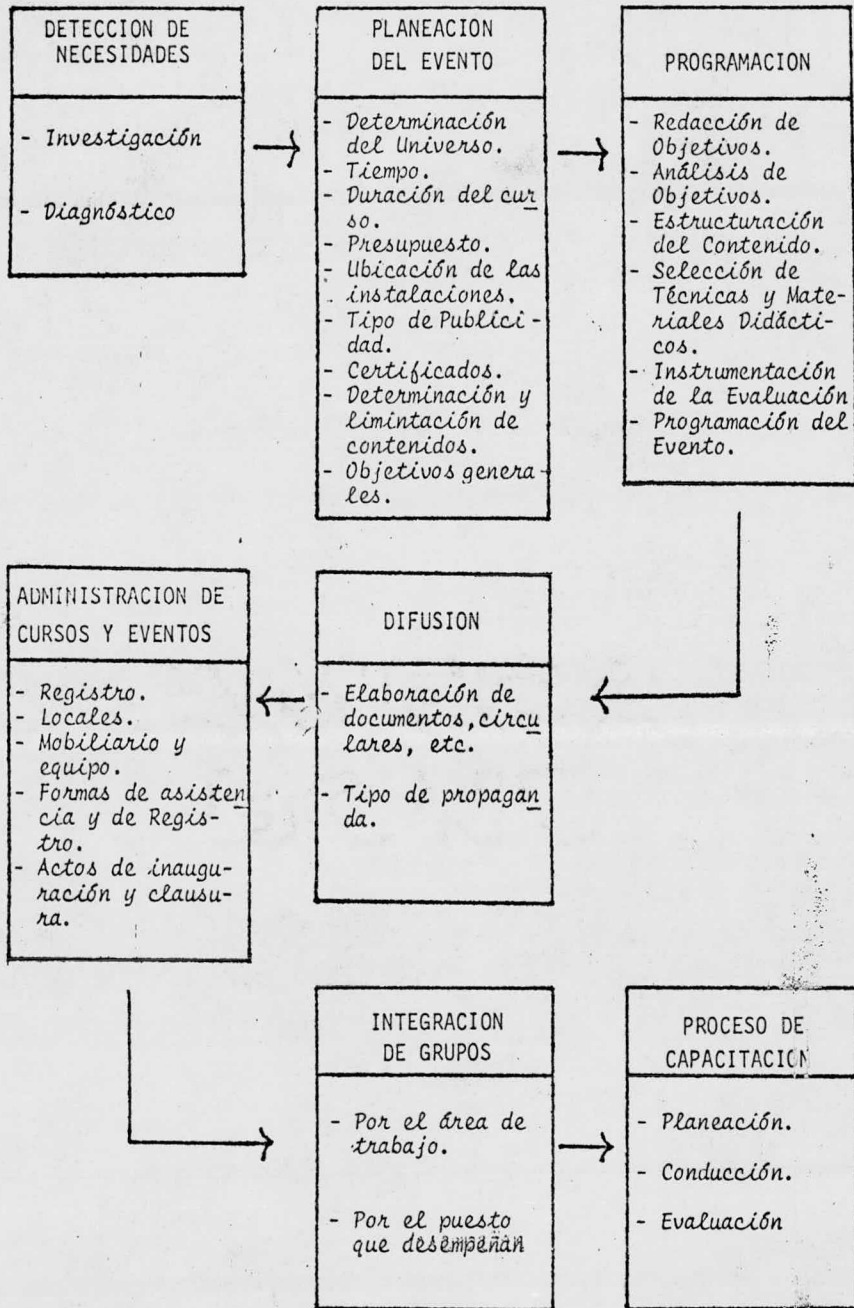 DETECCION DE
NECESIDADES
- Investigación
- Diagnóstico
PLANEACION
DEL EVENTO
- Determinación
del Universo.
- Tiempo.
- Duración del cur
so.
- Presupuesto.
- Ubicación de las
instalaciones.
- Tipo de Publici-
dad.
- Certificados.
- Determinación y
limintación de
contenidos.
- Objetivos genera-
les.
PROGRAMACION
- Redacción de
Objetivos.
- Análisis de
Objetivos.
- Estructuración
del Contenido.
- Selección de
Técnicas y Mate-
riales Didácti-
cos.
- Instrumentación
de la Evaluación
- Programación del
Evento.
DIFUSION
- Elaboración de
documentos, circu
lares, etc.
- Tipo de propagan
da.
ADMINISTRACION DE
CURSOS Y EVENTOS
- Registro.
- Locales.
- Mobiliario y
equipo.
- Formas de asisten
cia y de Regis-
tro.
- Actos de inaugu-
ración y clausu-
ra.
INTEGRACION
DE GRUPOS
- Por el área de
trabajo.
- Por el puesto
que desempeñan
PROCESO DE
CAPACITACION
- Planeación.
- Conducción.
- Evaluación